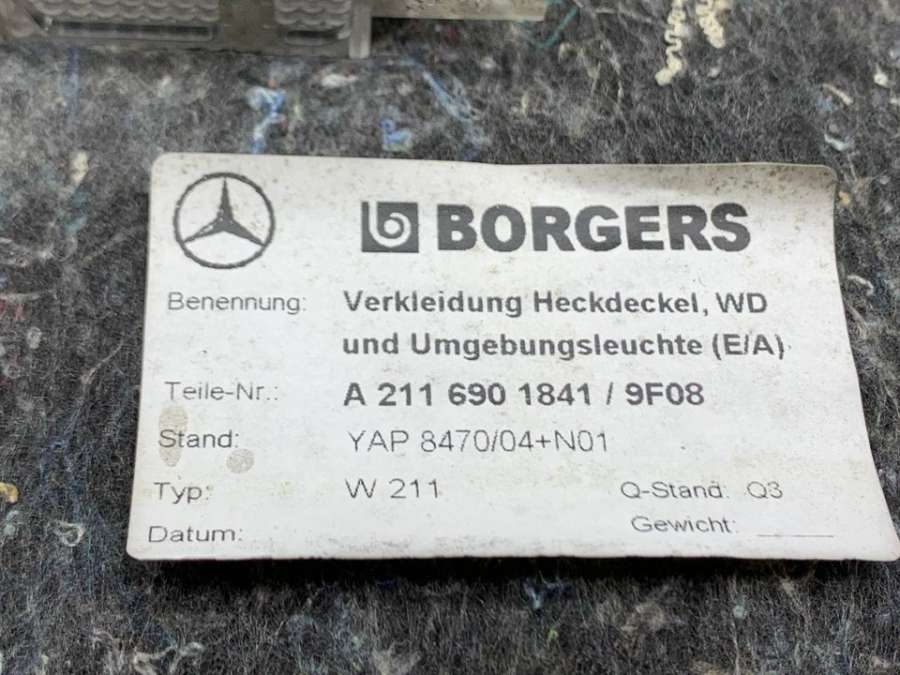 BORGERS
Benennung: Verkleidung Heckdeckel, WD
und Umgebungsleuchte (E/A)
Teile-Nr.: A 211 690 1841 / 9F08
Stand: YAP 8470/04+N01
Typ: W 211 Q-Stand: Q3
Gewicht:
Datum: